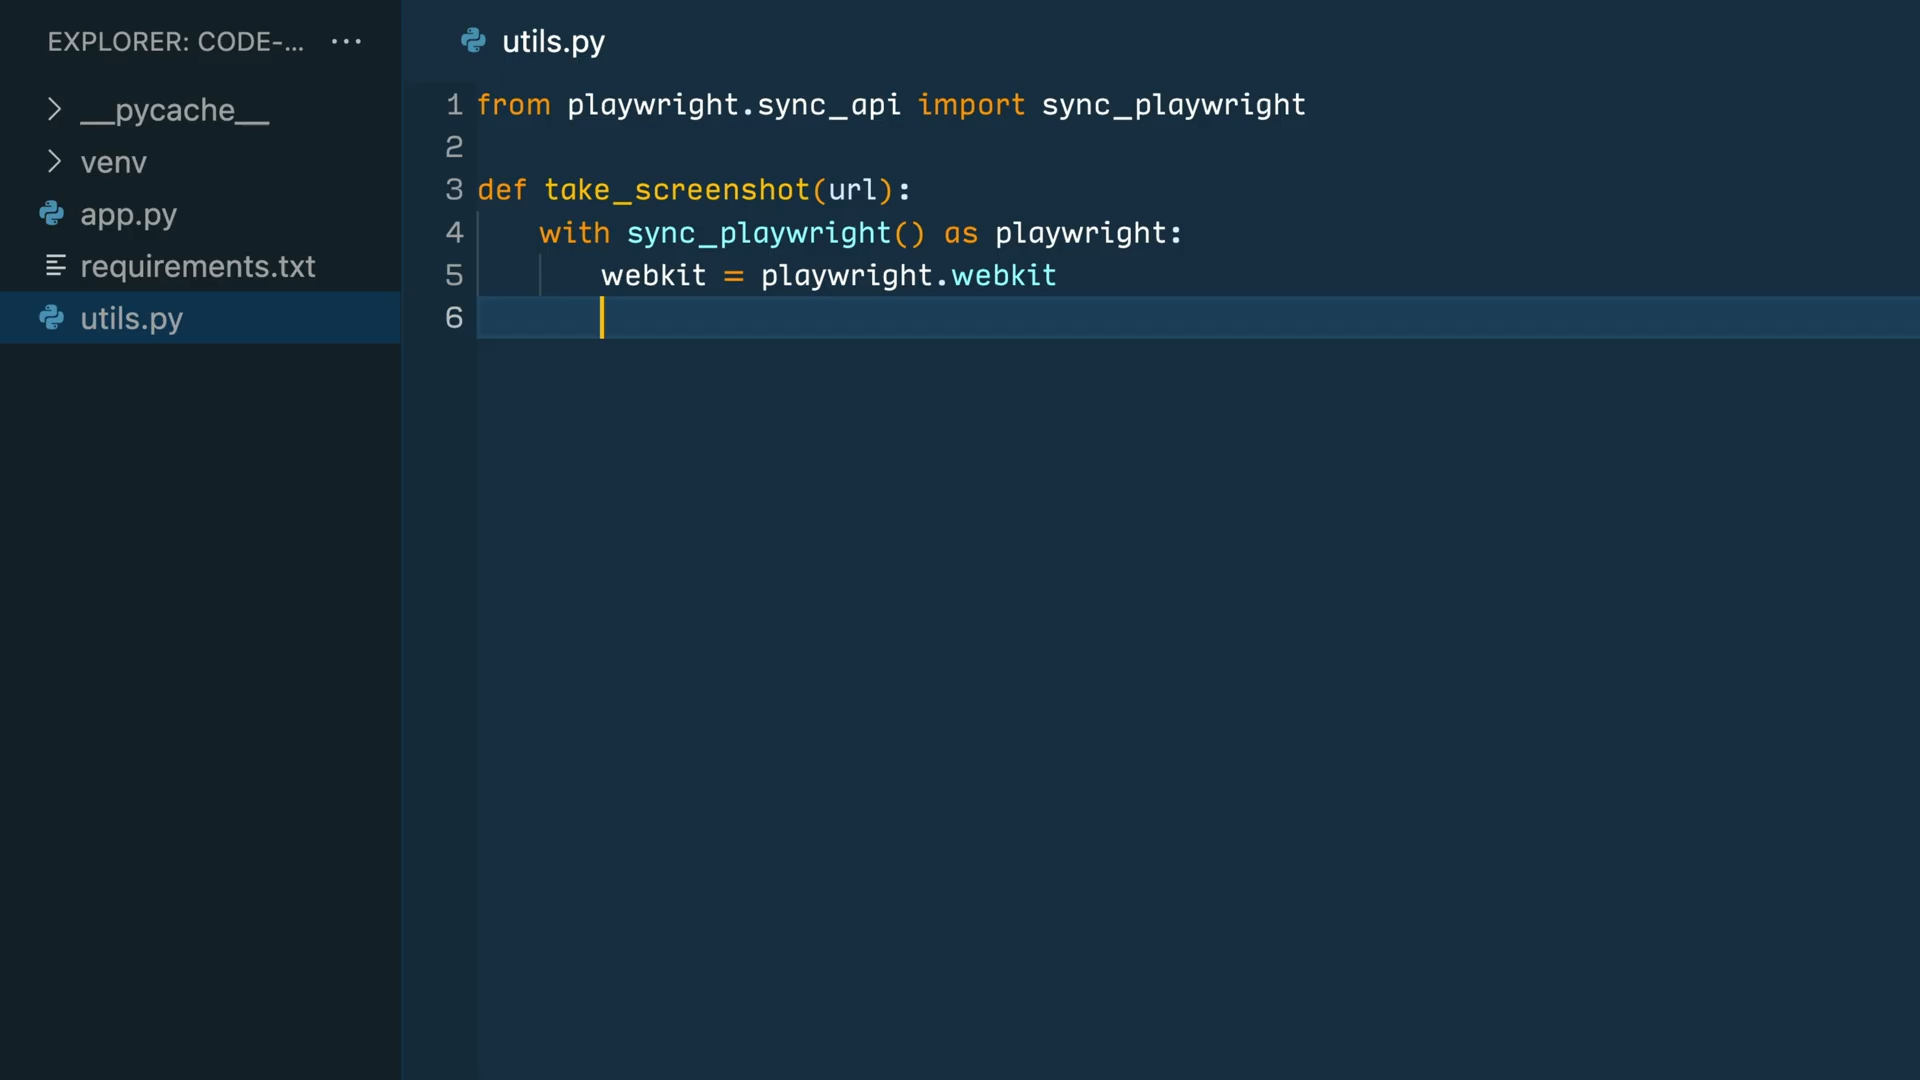 EXPLORER: CODE-... ···
__pycache__
venv
app.py
requirements.txt
utils.py
utils.py
1 from playwright.sync_api import sync_playwright
2
3 def take_screenshot(url):
4     with sync_playwright() as playwright:
5         webkit = playwright.webkit
6